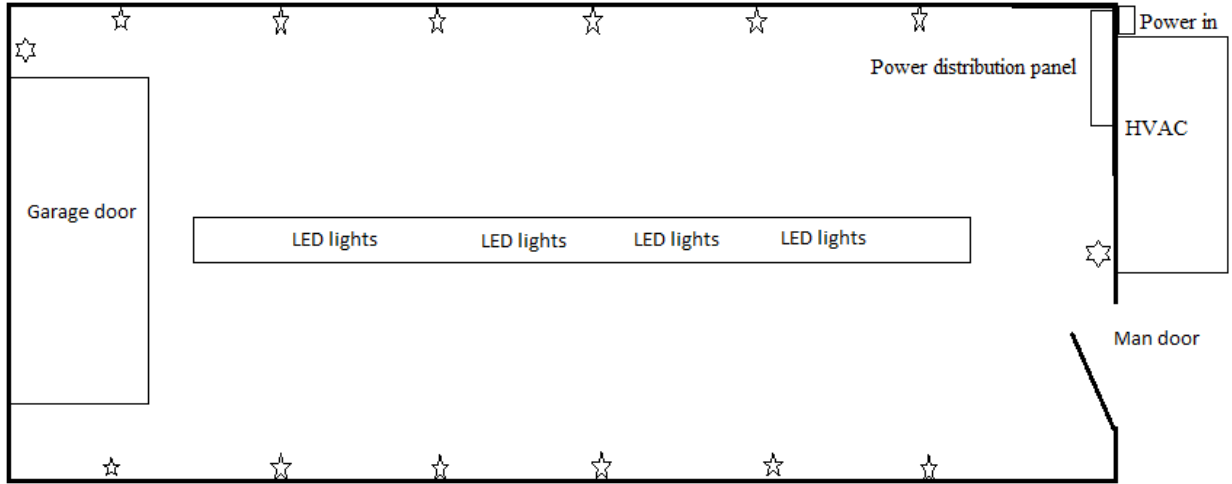 Power in
Power distribution panel
HVAC
Garage door
LED lights
LED lights
LED lights
LED lights
Man door